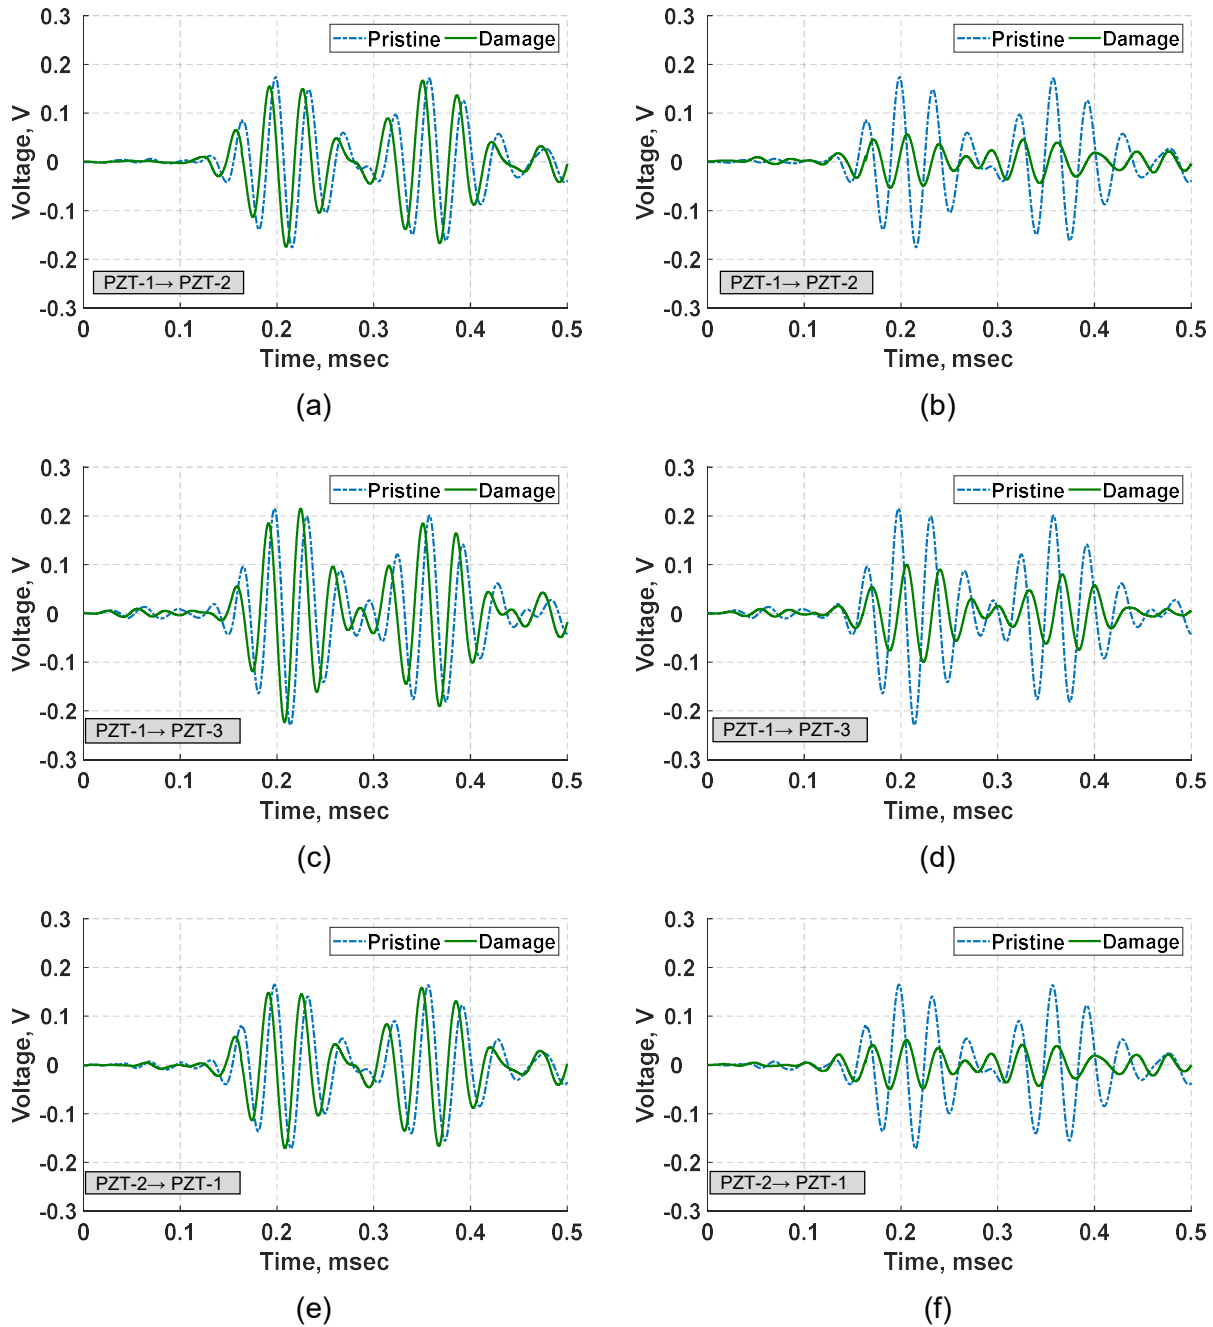 0.3
0.2
0.1
0
-0.1
-0.2
-0.3
Voltage, V
Pristine Damage
PZT-1→ PZT-2
0 0.1 0.2 0.3 0.4 0.5
Time, msec
(a)
0.3
0.2
0.1
0
-0.1
-0.2
-0.3
Voltage, V
Pristine Damage
PZT-1→ PZT-2
0 0.1 0.2 0.3 0.4 0.5
Time, msec
(b)
0.3
0.2
0.1
0
-0.1
-0.2
-0.3
Voltage, V
Pristine Damage
PZT-1→ PZT-3
0 0.1 0.2 0.3 0.4 0.5
Time, msec
(c)
0.3
0.2
0.1
0
-0.1
-0.2
-0.3
Voltage, V
Pristine Damage
PZT-1→ PZT-3
0 0.1 0.2 0.3 0.4 0.5
Time, msec
(d)
0.3
0.2
0.1
0
-0.1
-0.2
-0.3
Voltage, V
Pristine Damage
PZT-2→ PZT-1
0 0.1 0.2 0.3 0.4 0.5
Time, msec
(e)
0.3
0.2
0.1
0
-0.1
-0.2
-0.3
Voltage, V
Pristine Damage
PZT-2→ PZT-1
0 0.1 0.2 0.3 0.4 0.5
Time, msec
(f)